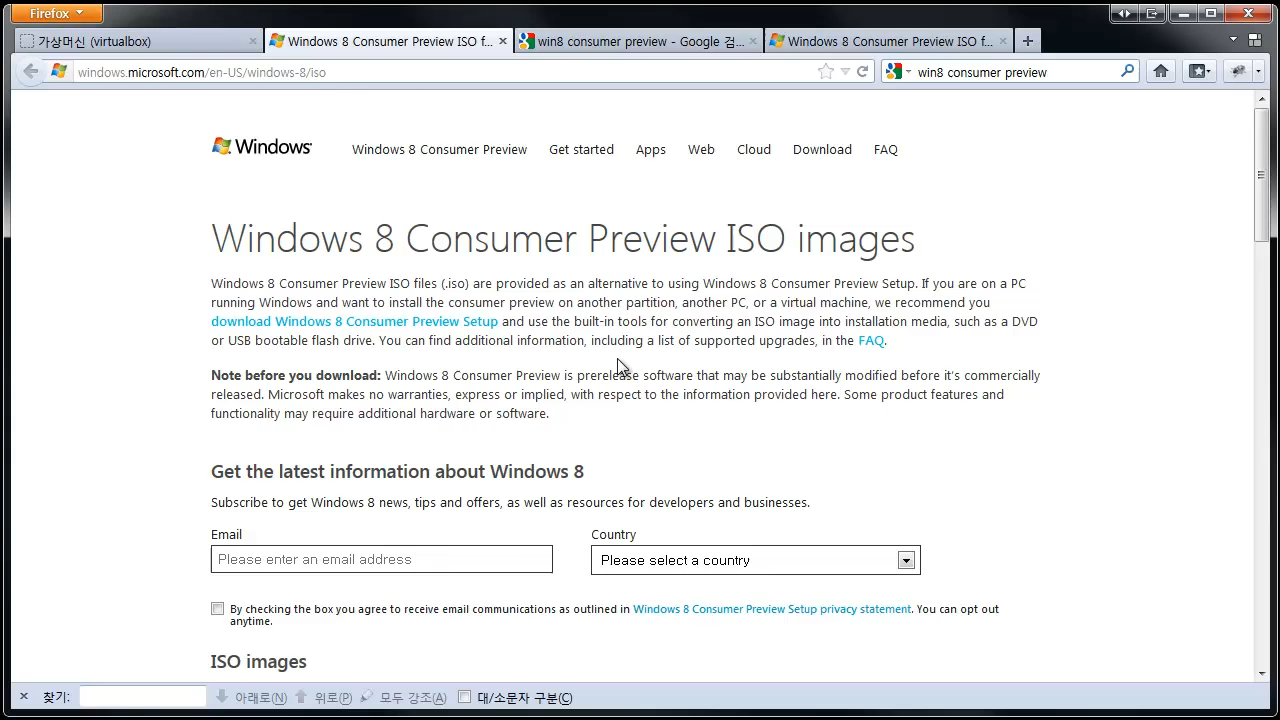 Firefox
가상머신 (virtualbox)
Windows 8 Consumer Preview ISO f...
win8 consumer preview - Google 검...
Windows 8 Consumer Preview ISO f...
windows.microsoft.com/en-US/windows-8/iso
win8 consumer preview
Windows
Windows 8 Consumer Preview
Get started
Apps
Web
Cloud
Download
FAQ
Windows 8 Consumer Preview ISO images
Windows 8 Consumer Preview ISO files (.iso) are provided as an alternative to using Windows 8 Consumer Preview Setup. If you are on a PC
running Windows and want to install the consumer preview on another partition, another PC, or a virtual machine, we recommend you
download Windows 8 Consumer Preview Setup and use the built-in tools for converting an ISO image into installation media, such as a DVD
or USB bootable flash drive. You can find additional information, including a list of supported upgrades, in the FAQ.
Note before you download: Windows 8 Consumer Preview is prerelease software that may be substantially modified before it's commercially
released. Microsoft makes no warranties, express or implied, with respect to the information provided here. Some product features and
functionality may require additional hardware or software.
Get the latest information about Windows 8
Subscribe to get Windows 8 news, tips and offers, as well as resources for developers and businesses.
Email
Country
Please enter an email address
Please select a country
By checking the box you agree to receive email communications as outlined in Windows 8 Consumer Preview Setup privacy statement. You can opt out
anytime.
ISO images
찾기:
아래로(N)
위로(P)
모두 강조(A)
대/소문자 구분(C)